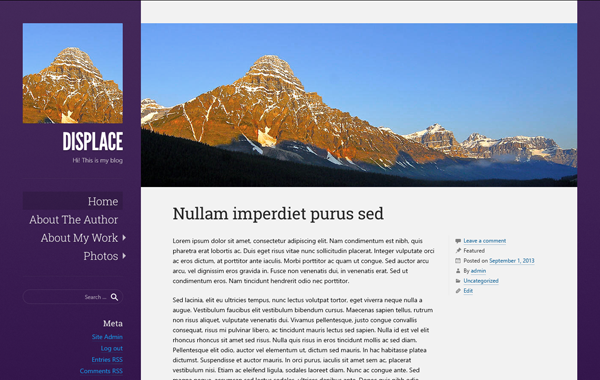 DISPLACE
Hi! This is my blog
Home
About The Author
About My Work
Photos
Search ...
Meta
Site Admin
Log out
Entries RSS
Comments RSS
Nullam imperdiet purus sed
Lorem ipsum dolor sit amet, consectetur adipiscing elit. Nam condimentum est nibh, quis
pharetra erat lobortis ac. Duis eget risus vitae nunc sollicitudin placerat. Integer vulputate orci
ac eros dictum, at porttitor ante iaculis. Morbi porttitor ac quam ut congue. Sed auctor arcu
arcu, vel dignissim eros gravida in. Fusce non venenatis dui, in venenatis erat. Sed ut
condimentum eros. Nam tincidunt hendrerit odio nec porttitor.
Sed lacinia, elit eu ultricies tempus, nunc lectus volutpat tortor, eget viverra neque nulla a
augue. Vestibulum faucibus elit vestibulum bibendum cursus. Maecenas sapien tellus, rutrum
non risus aliquet, vulputate venenatis dui. Vivamus pellentesque, justo congue convallis
consequat, risus mi pulvinar libero, ac tincidunt mauris lectus sed sapien. Nulla id est vel elit
rhoncus rhoncus sit amet sed risus. Nulla quis risus in eros tincidunt mollis ac sed diam.
Pellentesque elit odio, auctor vel elementum ut, dictum sed mauris. In hac habitasse platea
dictumst. Suspendisse et auctor mauris. In orci purus, iaculis sit amet sem ac, placerat
vestibulum nisi. Etiam ac eleifend ligula, sodales laoreet diam. Nunc ac congue ante. Sed
Leave a comment
Featured
Posted on September 1, 2013
By admin
Uncategorized
Edit